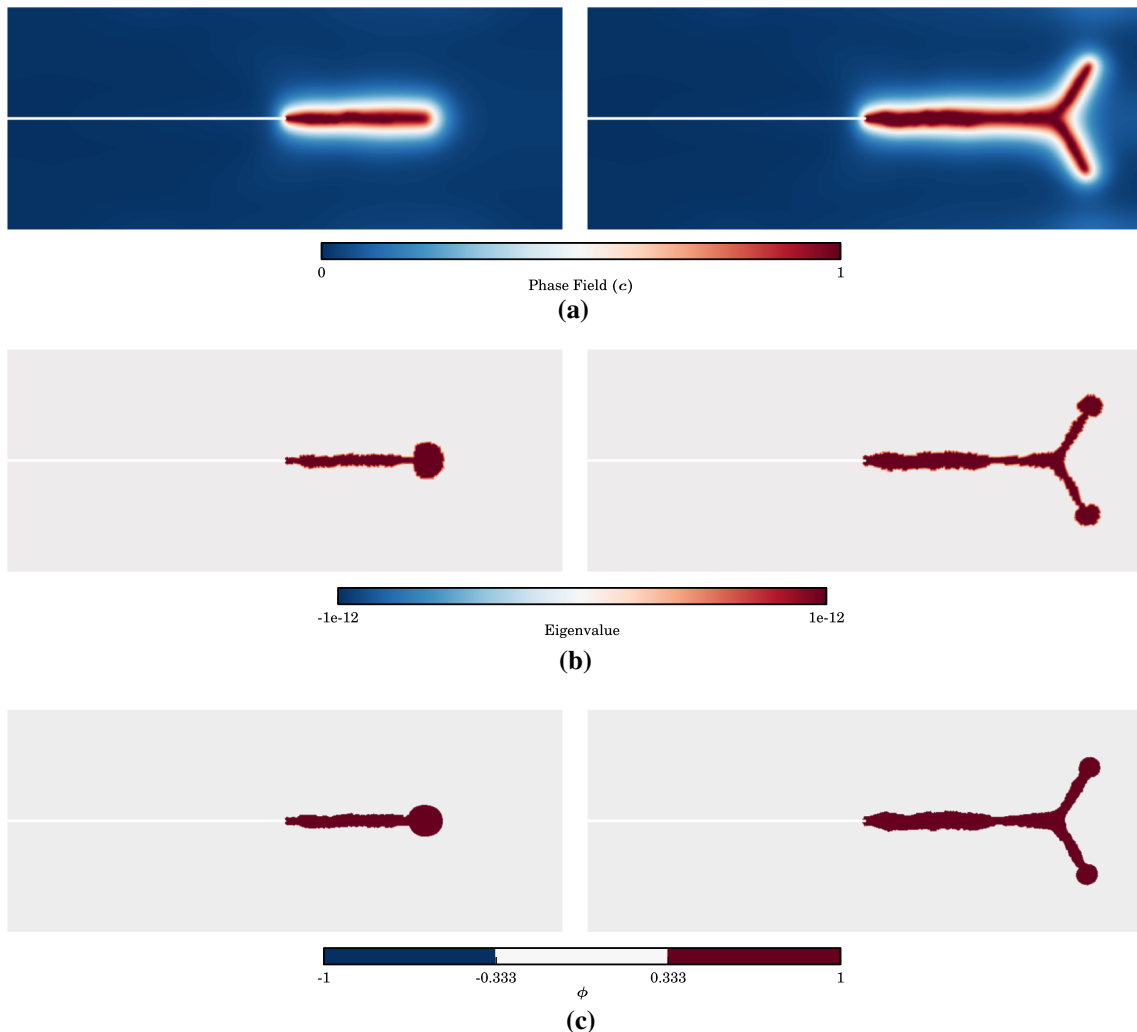 0 1
Phase Field (c)
(a)
-1e-12 1e-12
Eigenvalue
(b)
-1 -0.333 0.333 1
ϕ
(c)